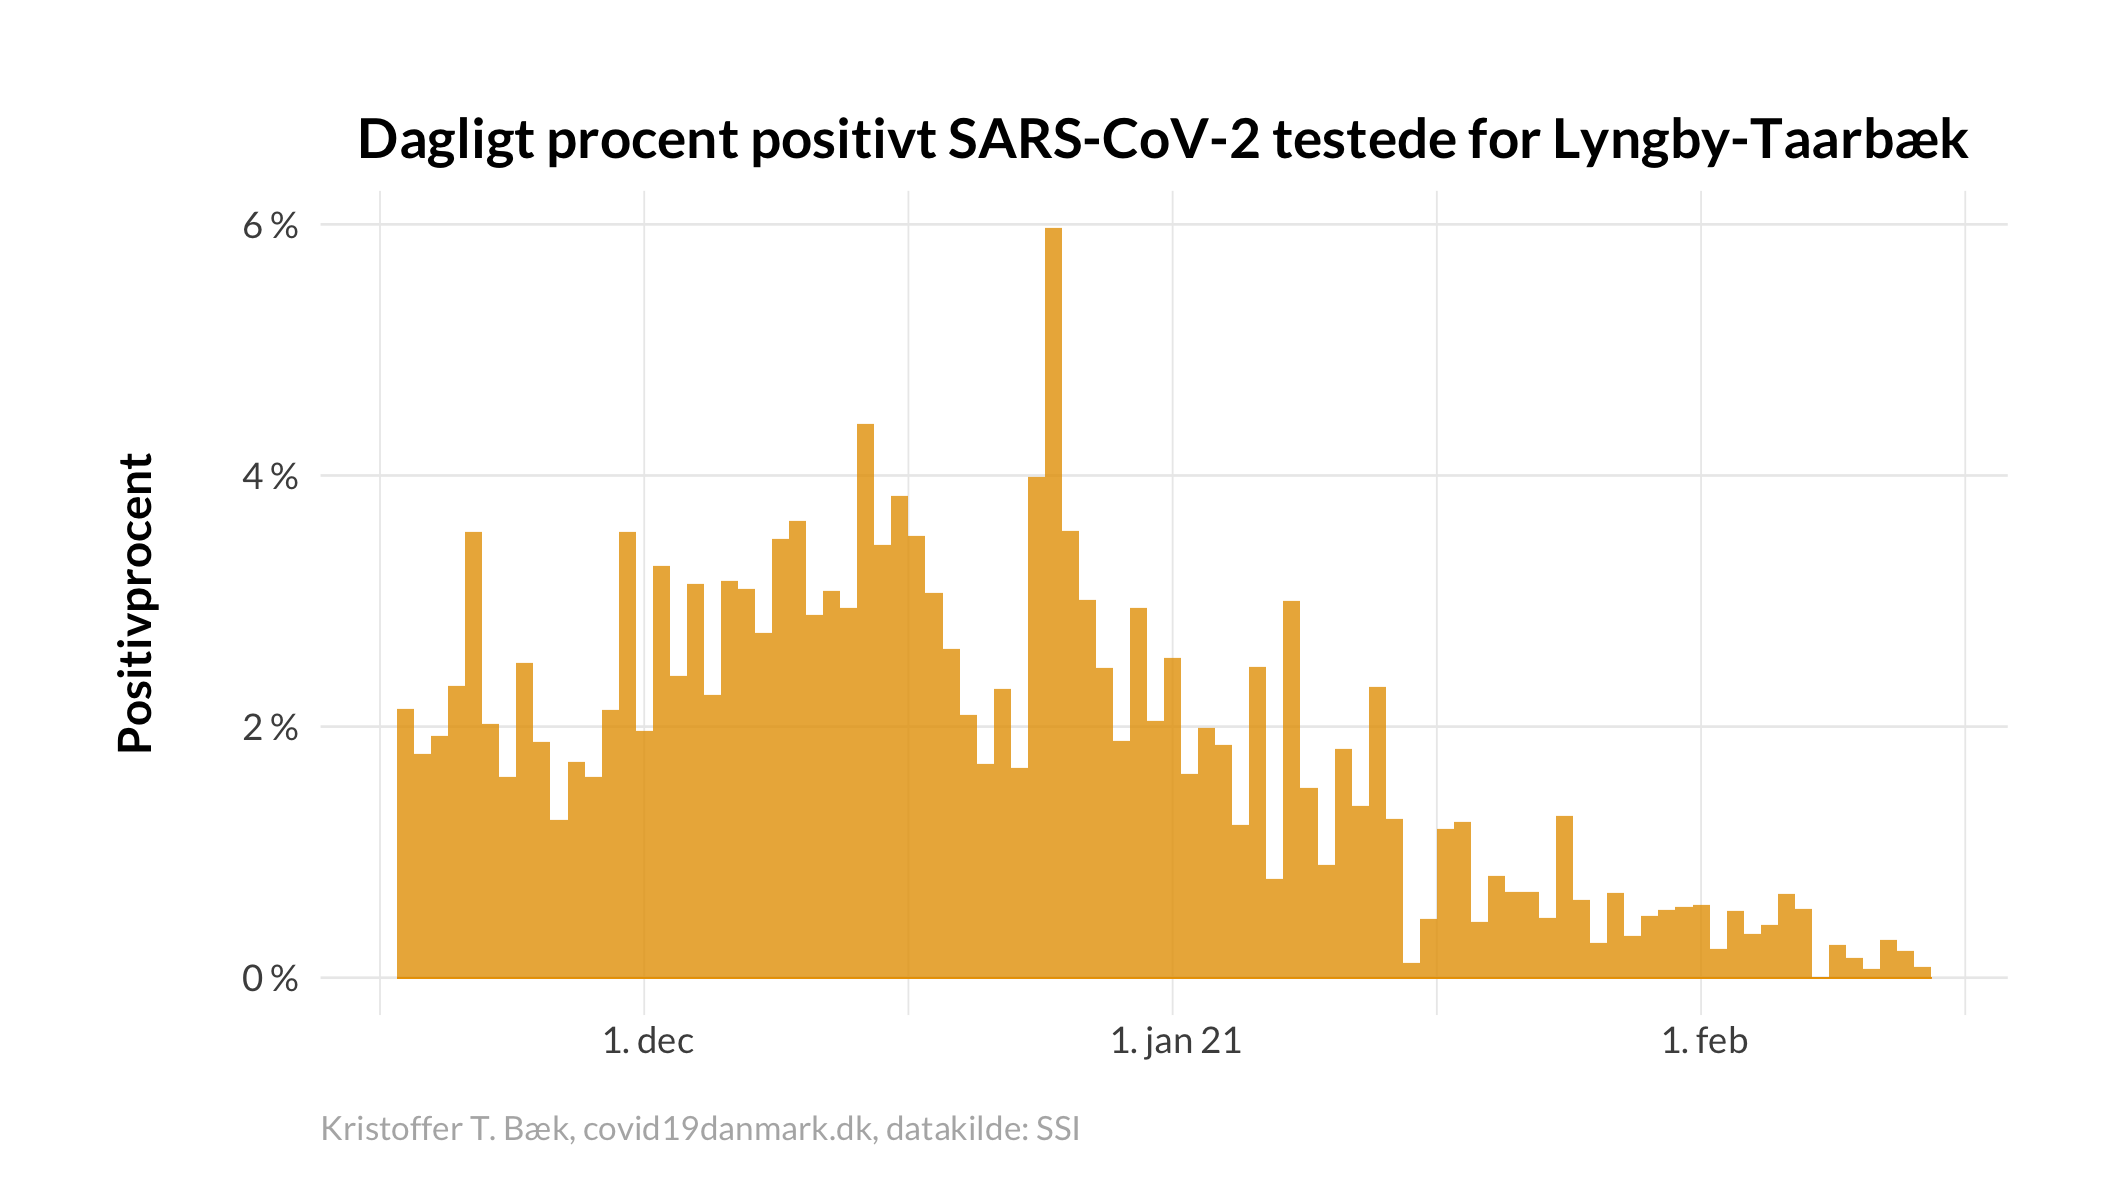 Dagligt procent positivt SARS-CoV-2 testede for Lyngby-Taarbæk
Positivprocent
6 %
4 %
2 %
0 %
1. dec
1. jan 21
1. feb
Kristoffer T. Bæk, covid19danmark.dk, datakilde: SSI